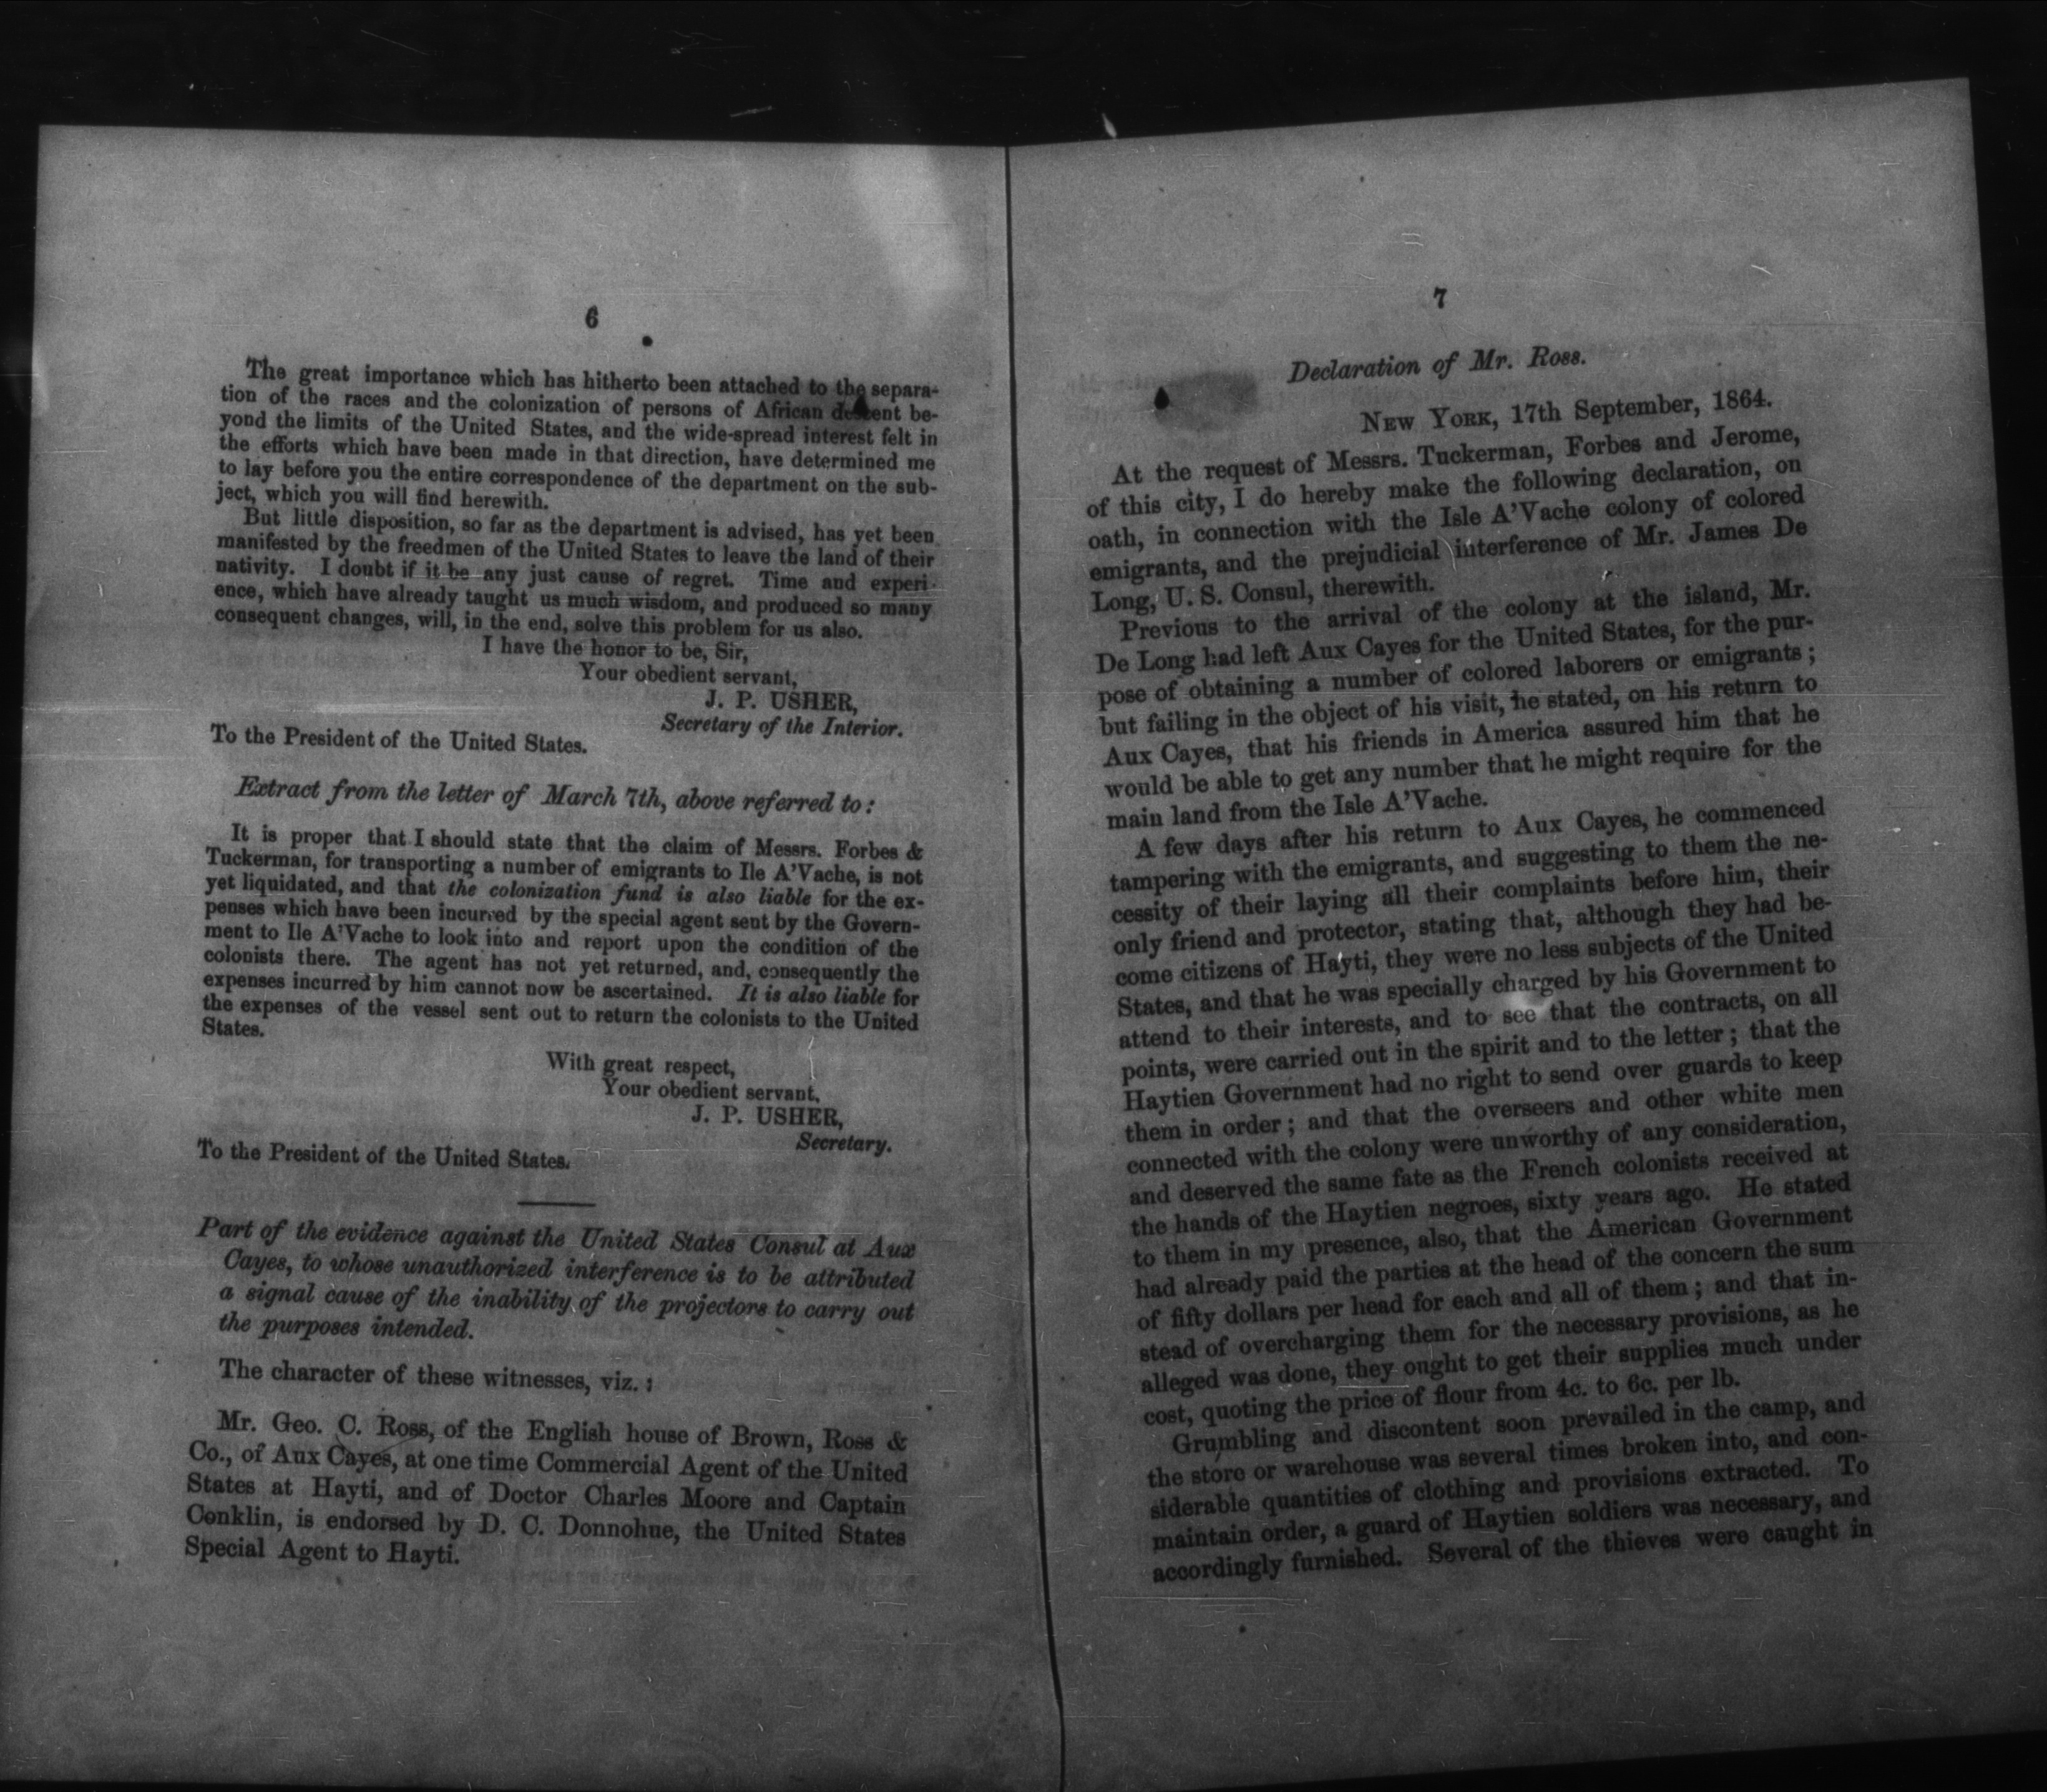 6
The great importance which has hitherto been attached to the separa-
tion of the races and the colonization of persons of African descent be-
yond the limits of the United States, and the wide-spread interest felt in
the efforts which have been made in that direction, have determined me
to lay before you the entire correspondence of the department on the sub-
ject, which you will find herewith.
But little disposition, so far as the department is advised, has yet been
manifested by the freedmen of the United States to leave the land of their
nativity. I doubt if it be any just cause of regret. Time and experi-
ence, which have already taught us much wisdom, and produced so many
consequent changes, will, in the end, solve this problem for us also.
I have the honor to be, Sir,
Your obedient servant,
J. P. USHER,
Secretary of the Interior.
To the President of the United States.
Extract from the letter of March 7th, above referred to:
It is proper that I should state that the claim of Messrs. Forbes &
Tuckerman, for transporting a number of emigrants to Ile A'Vache, is not
yet liquidated, and that the colonization fund is also liable for the ex-
penses which have been incurred by the special agent sent by the Govern-
ment to Ile A'Vache to look into and report upon the condition of the
colonists there. The agent has not yet returned, and, consequently the
expenses incurred by him cannot now be ascertained. It is also liable for
the expenses of the vessel sent out to return the colonists to the United
States.
With great respect,
Your obedient servant,
J. P. USHER,
Secretary.
To the President of the United States.
Part of the evidence against the United States Consul at Aux
Cayes, to whose unauthorized interference is to be attributed
a signal cause of the inability of the projectors to carry out
the purposes intended.
The character of these witnesses, viz.:
Mr. Geo. C. Ross, of the English house of Brown, Ross &
Co., of Aux Cayes, at one time Commercial Agent of the United
States at Hayti, and of Doctor Charles Moore and Captain
Conklin, is endorsed by D. C. Donnohue, the United States
Special Agent to Hayti.
7
Declaration of Mr. Ross.
NEW YORK, 17th September, 1864.
At the request of Messrs. Tuckerman, Forbes and Jerome,
of this city, I do hereby make the following declaration, on
oath, in connection with the Isle A'Vache colony of colored
emigrants, and the prejudicial interference of Mr. James De
Long, U. S. Consul, therewith.
Previous to the arrival of the colony at the island, Mr.
De Long had left Aux Cayes for the United States, for the pur-
pose of obtaining a number of colored laborers or emigrants;
but failing in the object of his visit, he stated, on his return to
Aux Cayes, that his friends in America assured him that he
would be able to get any number that he might require for the
main land from the Isle A'Vache.
A few days after his return to Aux Cayes, he commenced
tampering with the emigrants, and suggesting to them the ne-
cessity of their laying all their complaints before him, their
only friend and protector, stating that, although they had be-
come citizens of Hayti, they were no less subjects of the United
States, and that he was specially charged by his Government to
attend to their interests, and to see that the contracts, on all
points, were carried out in the spirit and to the letter; that the
Haytien Government had no right to send over guards to keep
them in order; and that the overseers and other white men
connected with the colony were unworthy of any consideration,
and deserved the same fate as the French colonists received at
the hands of the Haytien negroes, sixty years ago. He stated
to them in my presence, also, that the American Government
had already paid the parties at the head of the concern the sum
of fifty dollars per head for each and all of them; and that in-
stead of overcharging them for the necessary provisions, as he
alleged was done, they ought to get their supplies much under
cost, quoting the price of flour from 4c. to 6c. per lb.
Grumbling and discontent soon prevailed in the camp, and
the store or warehouse was several times broken into, and con-
siderable quantities of clothing and provisions extracted. To
maintain order, a guard of Haytien soldiers was necessary, and
accordingly furnished. Several of the thieves were caught in